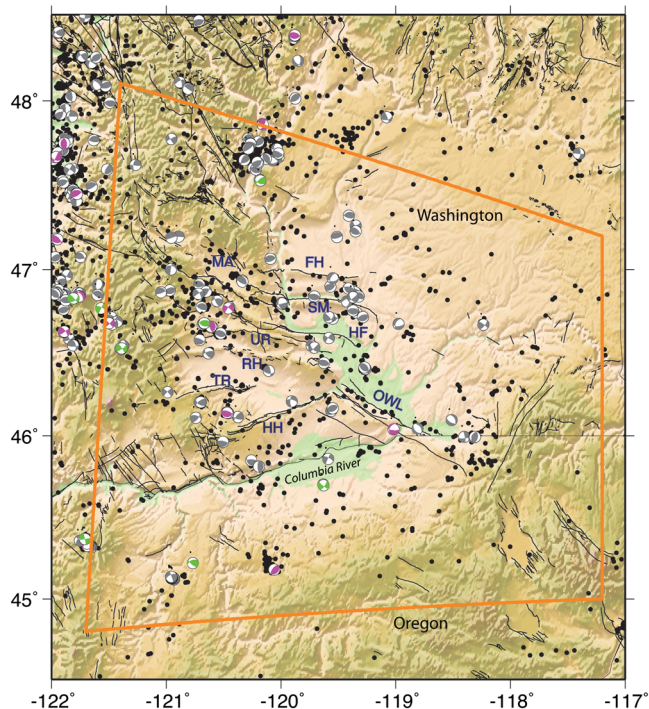 48°
Washington
47°
MA
FH
SM
HF
UR
RH
TR
OWL
HH
46°
Columbia River
45°
Oregon
-122 -121° -120° -119° -118° -117°